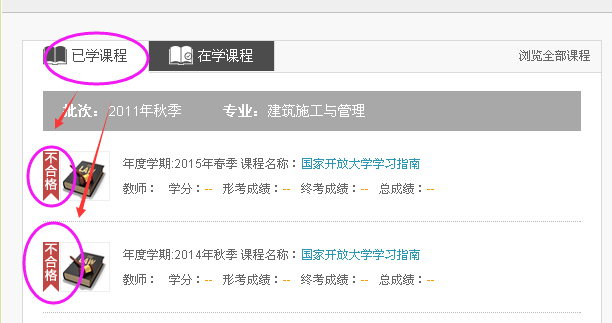 已学课程 在学课程 浏览全部课程
批次：2011年秋季 专业：建筑施工与管理
不合格
年度学期:2015年春季 课程名称：国家开放大学学习指南
教师： 学分：-- 形考成绩：-- 终考成绩：-- 总成绩：--
不合格
年度学期:2014年秋季 课程名称：国家开放大学学习指南
教师： 学分：-- 形考成绩：-- 终考成绩：-- 总成绩：--